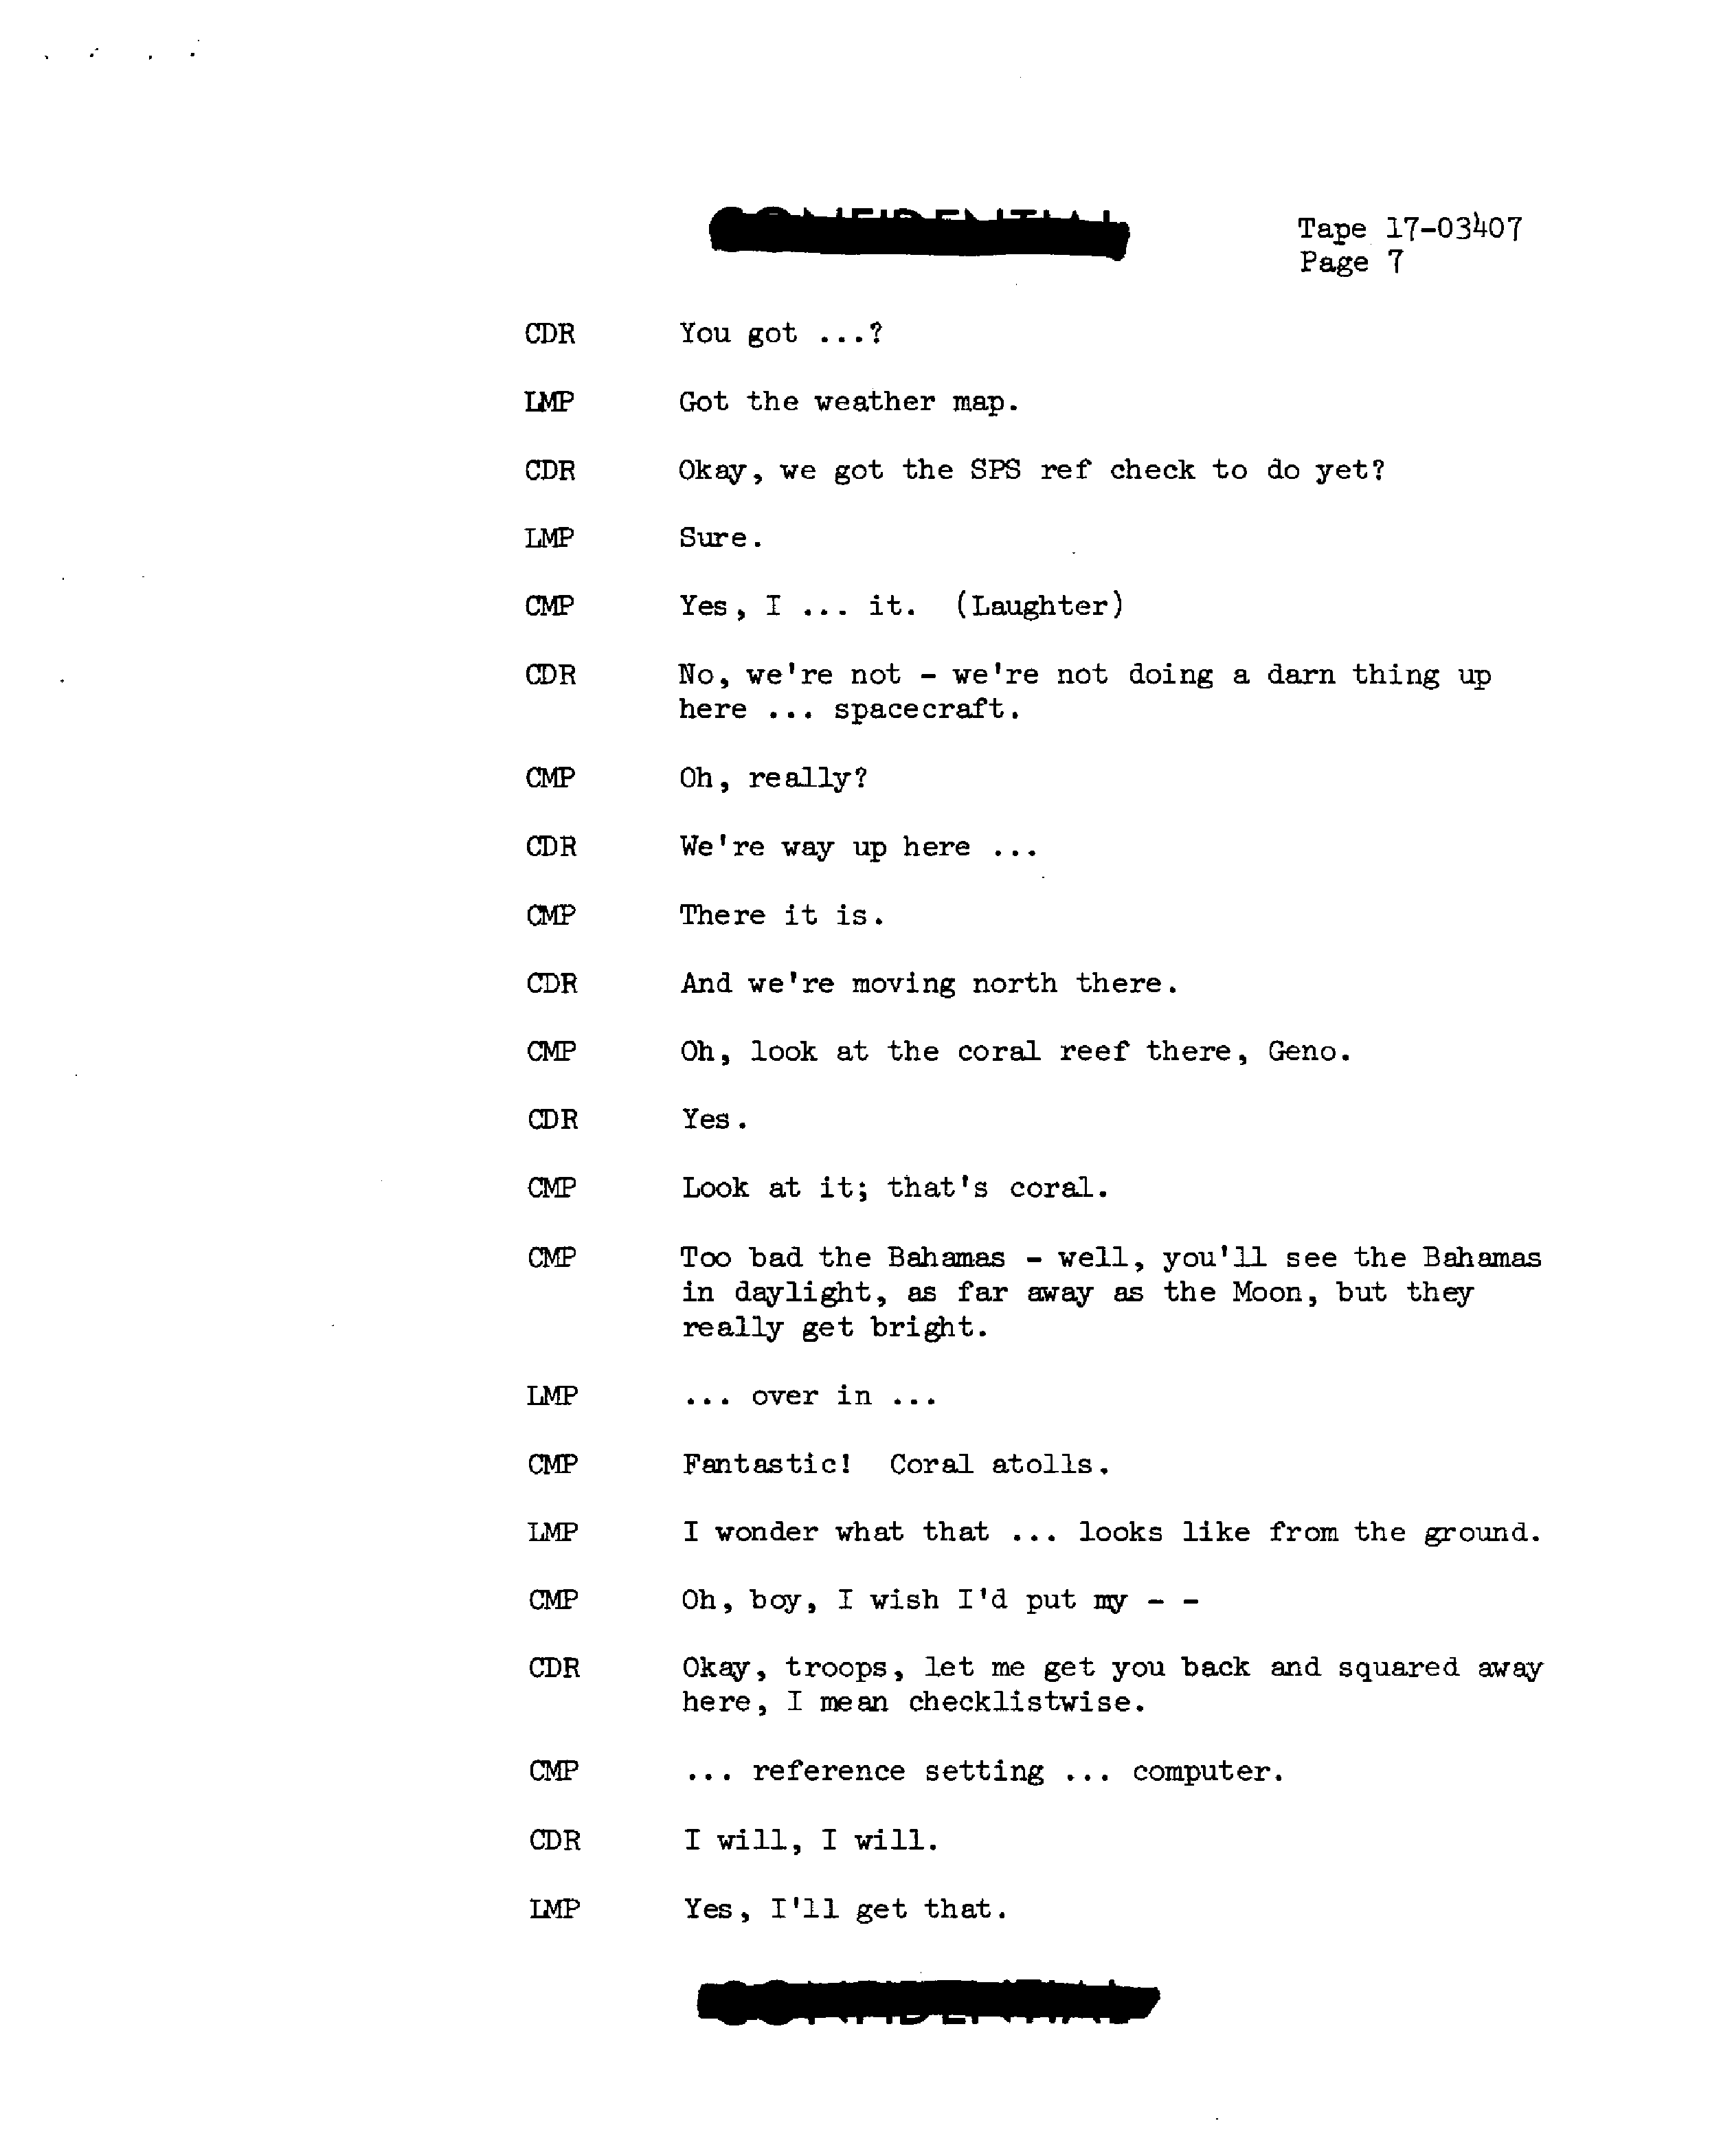 CONFIDENTIAL
Tape 17-03407
Page 7
CDR You got ...?
LMP Got the weather map.
CDR Okay, we got the SPS ref check to do yet?
LMP Sure.
CMP Yes, I ... it. (Laughter)
CDR No, we're not - we're not doing a darn thing up
here ... spacecraft.
CMP Oh, really?
CDR We're way up here ...
CMP There it is.
CDR And we're moving north there.
CMP Oh, look at the coral reef there, Geno.
CDR Yes.
CMP Look at it; that's coral.
CMP Too bad the Bahamas - well, you'll see the Bahamas
in daylight, as far away as the Moon, but they
really get bright.
LMP ... over in ...
CMP Fantastic! Coral atolls.
LMP I wonder what that ... looks like from the ground.
CMP Oh, boy, I wish I'd put my - -
CDR Okay, troops, let me get you back and squared away
here, I mean checklistwise.
CMP ... reference setting ... computer.
CDR I will, I will.
LMP Yes, I'll get that.
CONFIDENTIAL